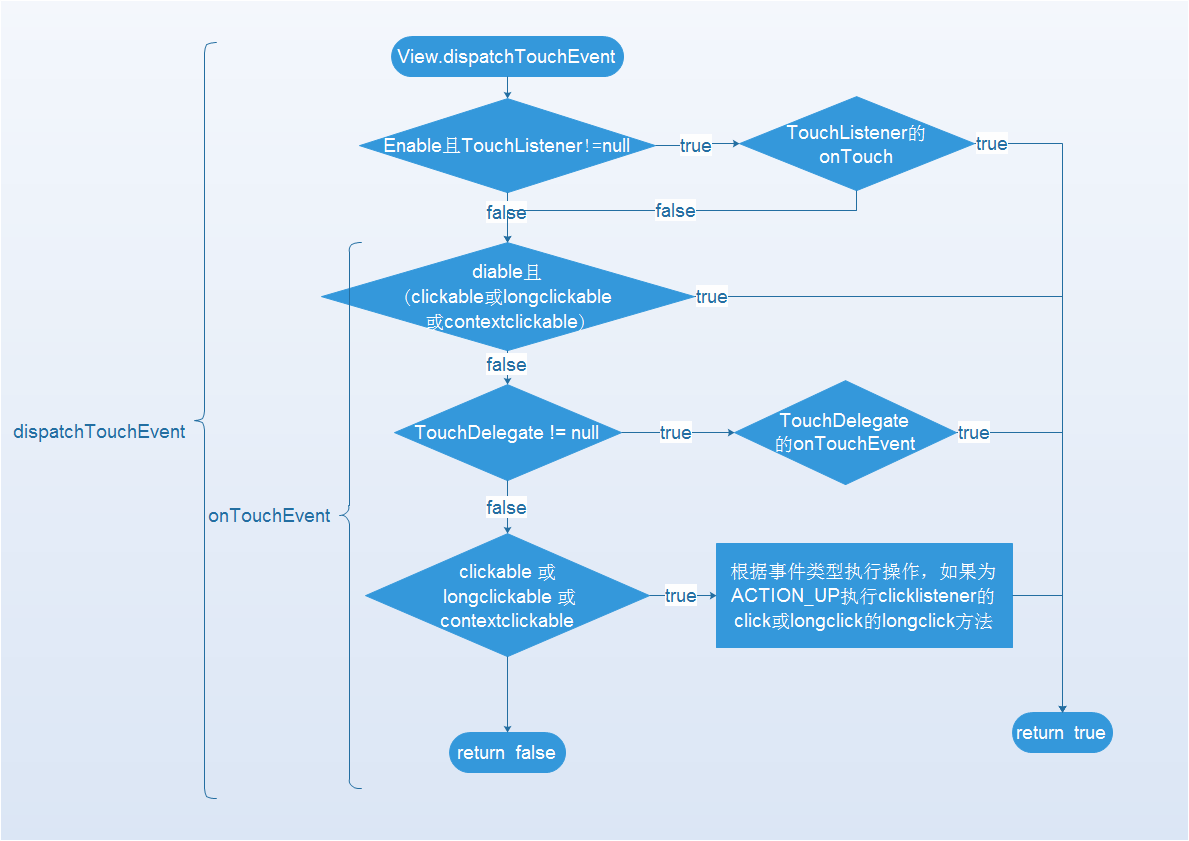 View.dispatchTouchEvent
Enable且TouchListener!=null
true
TouchListener的
onTouch
true
false
false
diable且
（clickable或longclickable
或contextclickable）
true
false
dispatchTouchEvent
TouchDelegate != null
true
TouchDelegate
的onTouchEvent
true
false
onTouchEvent
clickable 或
longclickable 或
contextclickable
true
根据事件类型执行操作，如果为
ACTION_UP执行clicklistener的
click或longclick的longclick方法
return true
return false